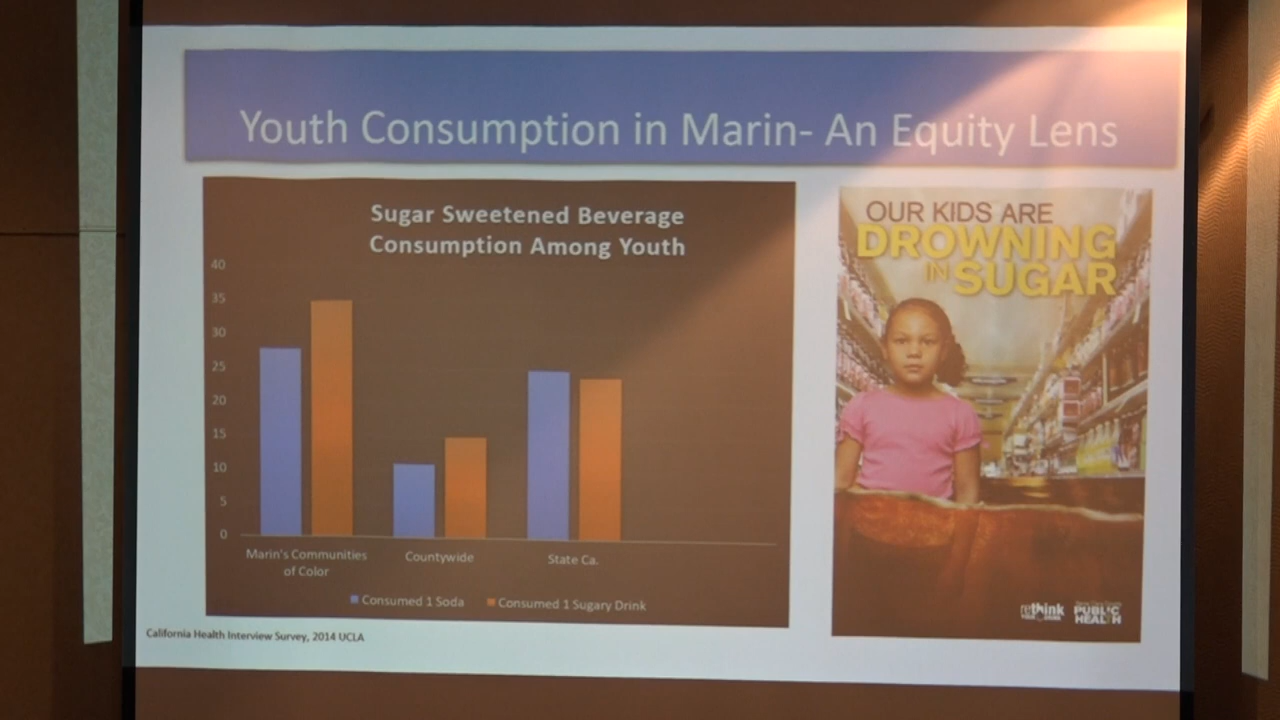 Youth Consumption in Marin- An Equity Lens
Sugar Sweetened Beverage
Consumption Among Youth
40
35
30
25
20
15
10
5
0
Marin's Communities
of Color
Countywide
State Ca.
Consumed 1 Soda
Consumed 1 Sugary Drink
California Health Interview Survey, 2014 UCLA
OUR KIDS ARE
DROWNING
IN SUGAR
rethink
PUBLIC
HEALTH